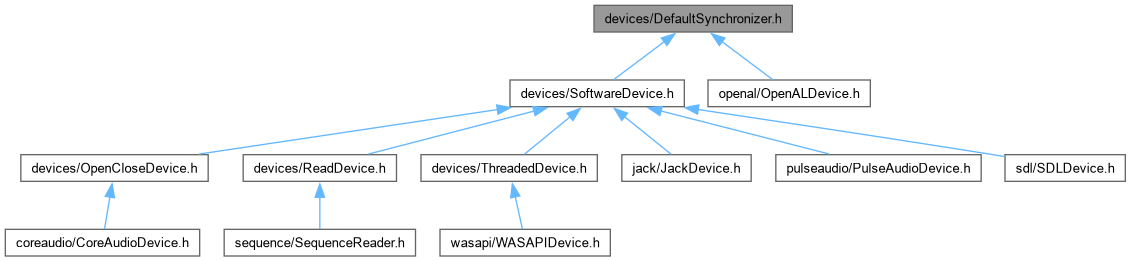 devices/DefaultSynchronizer.h
devices/SoftwareDevice.h
openal/OpenALDevice.h
devices/OpenCloseDevice.h
devices/ReadDevice.h
devices/ThreadedDevice.h
jack/JackDevice.h
pulseaudio/PulseAudioDevice.h
sdl/SDLDevice.h
coreaudio/CoreAudioDevice.h
sequence/SequenceReader.h
wasapi/WASAPIDevice.h